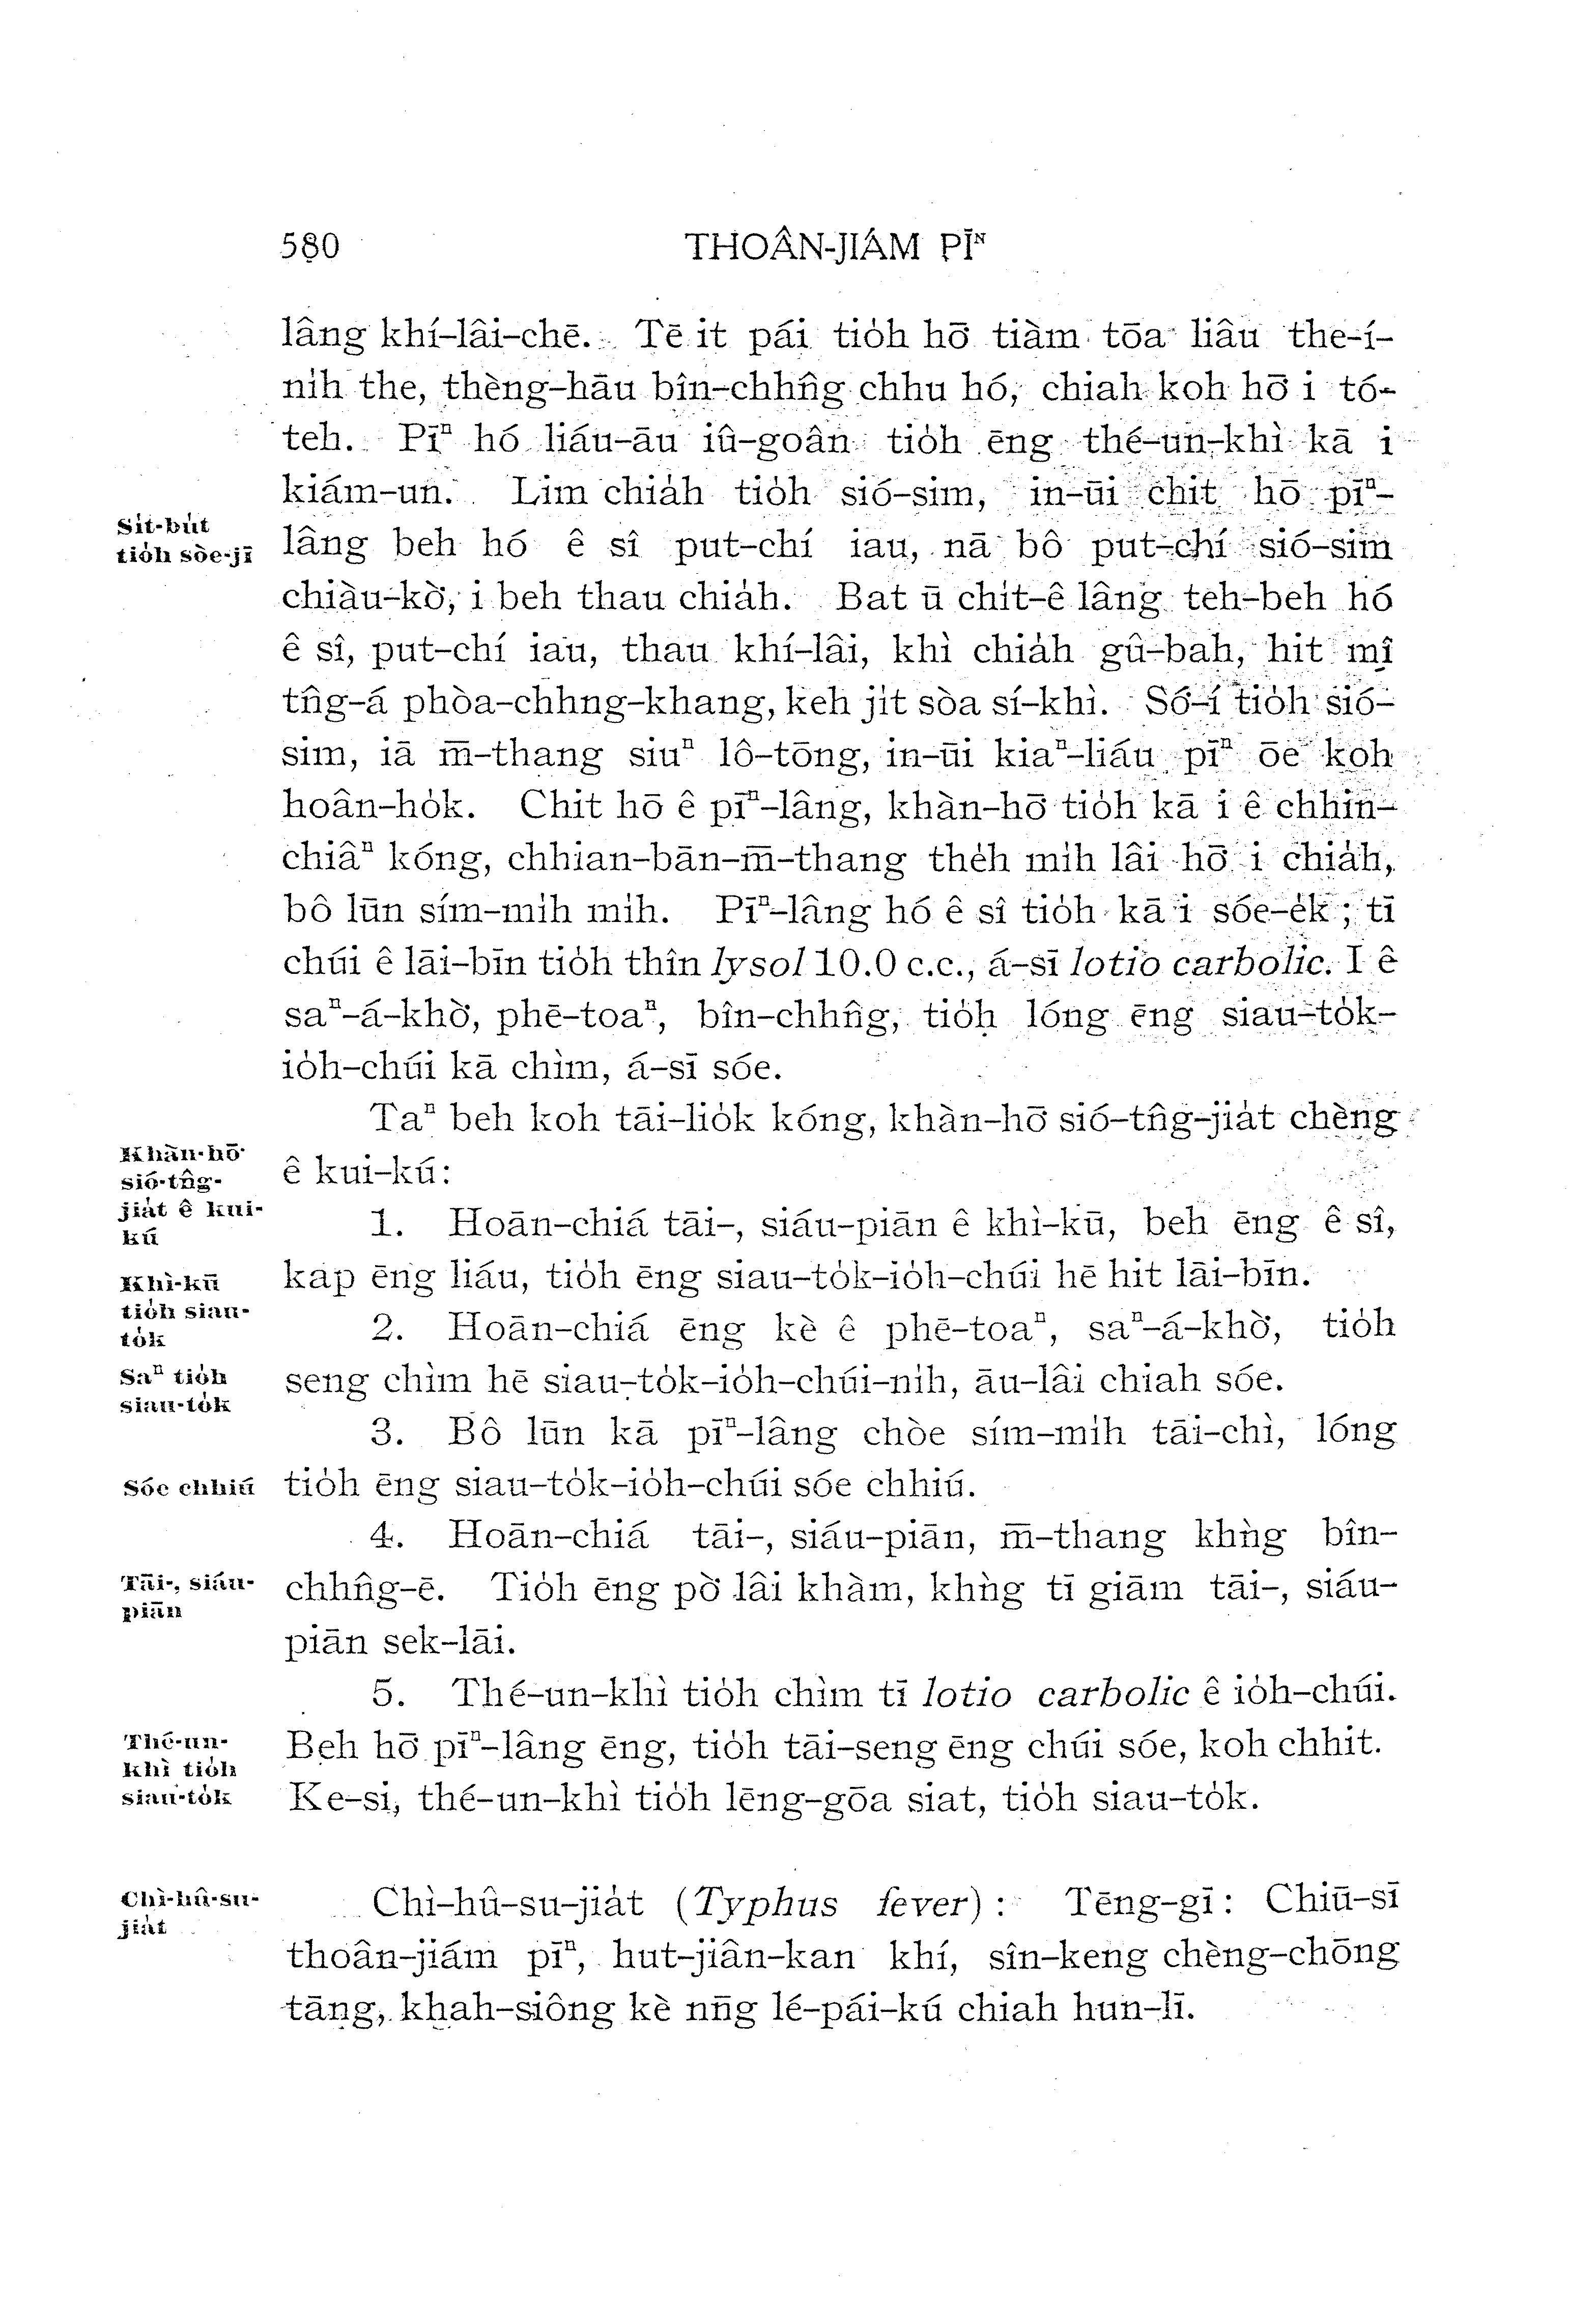 580
THOÂN-JIÁM PĪⁿ
lâng khí-lâi-chē. Tē it pái tio̍h hō͘ tiàm tōa liâu the-í-
nih the, thèng-hāu bîn-chhn̂g chhu hó, chiah koh hō͘ i tó-
teh. Pīⁿ hó liáu-āu iû-goân tio̍h ēng thé-un-khì kā i
kiám-un. Lim chia̍h tio̍h sió-sim, in-ūi chit hō pīⁿ-
Si̍t-bu̍t
tio̍h sòe-jī
lâng beh hó ê sî put-chí iau, nā bô put-chí sió-sim
chiàu-kò͘, i beh thau chia̍h. Bat ū chi̍t-ê lâng teh-beh hó
ê sî, put-chí iau, thau khí-lâi, khì chia̍h gû-bah, hit mî
tn̂g-á phòa-chhng-khang, keh ji̍t sòa sí-khì. Só͘-í tio̍h sió-
sim, iā m̄-thang siuⁿ lô-tōng, in-ūi kiaⁿ-liáu pīⁿ ōe koh
hoân-ho̍k. Chit hō ê pīⁿ-lâng, khàn-hō͘ tio̍h kā i ê chhin-
chiâⁿ kóng, chhian-bān-m̄-thang the̍h mi̍h lâi hō͘ i chia̍h,
bô lūn sím-mi̍h mi̍h. Pīⁿ-lâng hó ê sî tio̍h kā i sóe-e̍k; tī
chúi ê lāi-bīn tio̍h thîn lysol 10.0 c.c., á-sī lotio carbolic. I ê
saⁿ-á-khò͘, phē-toaⁿ, bîn-chhn̂g, tio̍h lóng ēng siau-to̍k-
io̍h-chúi kā chìm, á-sī sóe.
Taⁿ beh koh tāi-lio̍k kóng, khàn-hō͘ sió-tn̂g-jia̍t chèng
Khàn-hō͘
sió-tn̂g-
jia̍t ê kui-
kú
ê kui-kú:
1. Hoān-chiá tāi-, siáu-piān ê khì-kū, beh ēng ê sî,
Khì-kū
tio̍h siau-
to̍k
kap ēng liáu, tio̍h ēng siau-to̍k-io̍h-chúi hē hit lāi-bīn.
2. Hoān-chiá ēng kè ê phē-toaⁿ, saⁿ-á-khò͘, tio̍h
Saⁿ tio̍h
siau-to̍k
seng chìm hē siau-to̍k-io̍h-chúi-nih, āu-lâi chiah sóe.
3. Bô lūn kā pīⁿ-lâng chòe sím-mi̍h tāi-chì, lóng
Sóe chhiú
tio̍h ēng siau-to̍k-io̍h-chúi sóe chhiú.
4. Hoān-chiá tāi-, siáu-piān, m̄-thang khǹg bîn-
Tāi-, siáu-
piān
chhn̂g-ē. Tio̍h ēng pò͘ lâi khàm, khǹg tī giām tāi-, siáu-
piān sek-lāi.
5. Thé-un-khì tio̍h chìm tī lotio carbolic ê io̍h-chúi.
Thé-un-
khì tio̍h
siau-to̍k
Beh hō͘ pīⁿ-lâng ēng, tio̍h tāi-seng ēng chúi sóe, koh chhit.
Ke-si, thé-un-khì tio̍h lēng-gōa siat, tio̍h siau-to̍k.
Chì-hû-su-
jia̍t
Chì-hû-su-jia̍t (Typhus fever): Tēng-gī: Chiū-sī
thoân-jiám pīⁿ, hut-jiân-kan khí, sîn-keng chèng-chōng
tāng, khah-siông kè nn̄g lé-pái-kú chiah hun-lī.